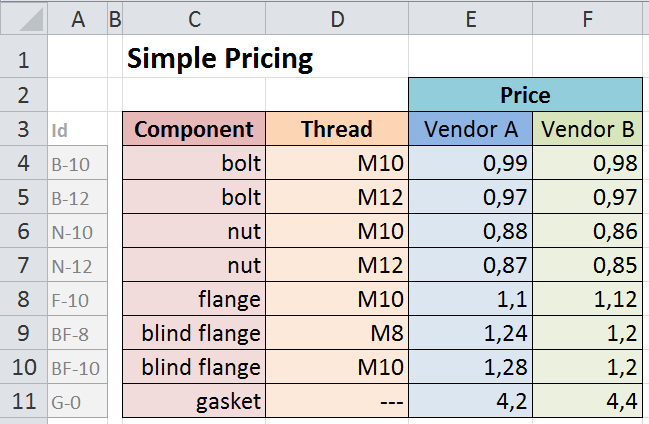 A B C D E F
1 Simple Pricing
2 Price
3 Id Component Thread Vendor A Vendor B
4 B-10 bolt M10 0,99 0,98
5 B-12 bolt M12 0,97 0,97
6 N-10 nut M10 0,88 0,86
7 N-12 nut M12 0,87 0,85
8 F-10 flange M10 1,1 1,12
9 BF-8 blind flange M8 1,24 1,2
10 BF-10 blind flange M10 1,28 1,2
11 G-0 gasket --- 4,2 4,4